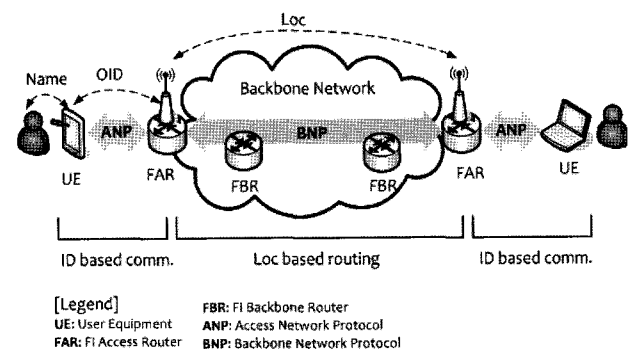 Loc
Name
OID
Backbone Network
ANP
BNP
ANP
UE
FAR
FBR
FBR
FAR
UE
ID based comm.
Loc based routing
ID based comm.
[Legend]
UE: User Equipment
FAR: FI Access Router
FBR: FI Backbone Router
ANP: Access Network Protocol
BNP: Backbone Network Protocol